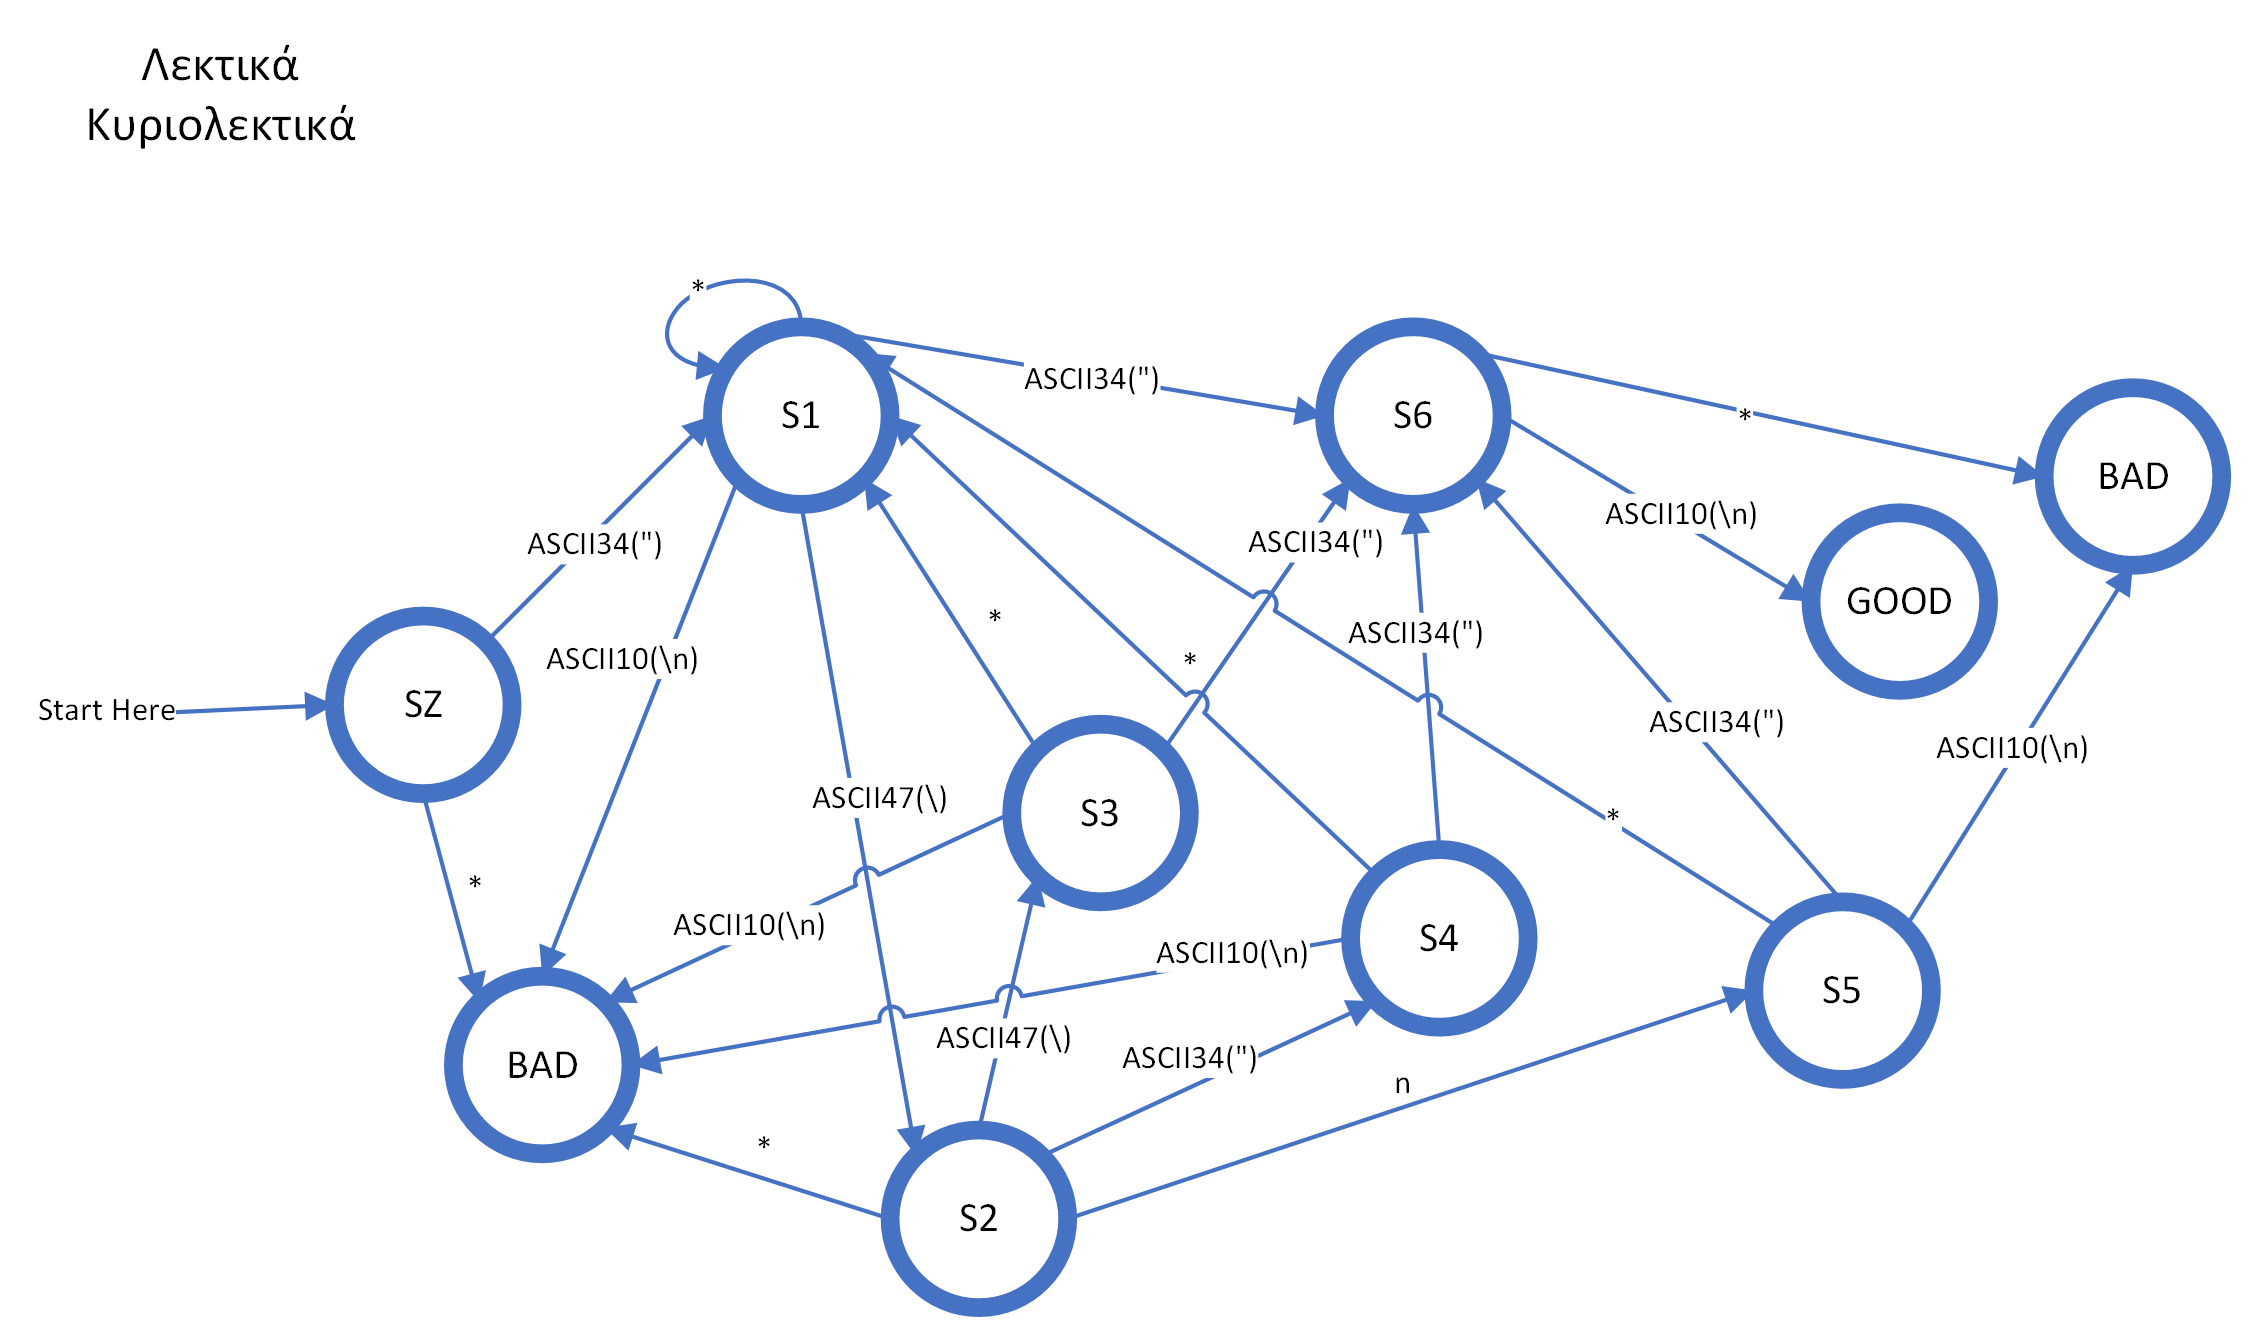 Λεκτικά
Κυριολεκτικά
*
S1
ASCII34(")
S6
*
BAD
ASCII10(\n)
GOOD
ASCII34(")
ASCII34(")
*
ASCII34(")
ASCII10(\n)
*
Start Here
SZ
ASCII34(")
ASCII10(\n)
ASCII47(\)
S3
*
*
ASCII10(\n)
S4
ASCII10(\n)
S5
ASCII47(\)
ASCII34(")
BAD
n
*
S2